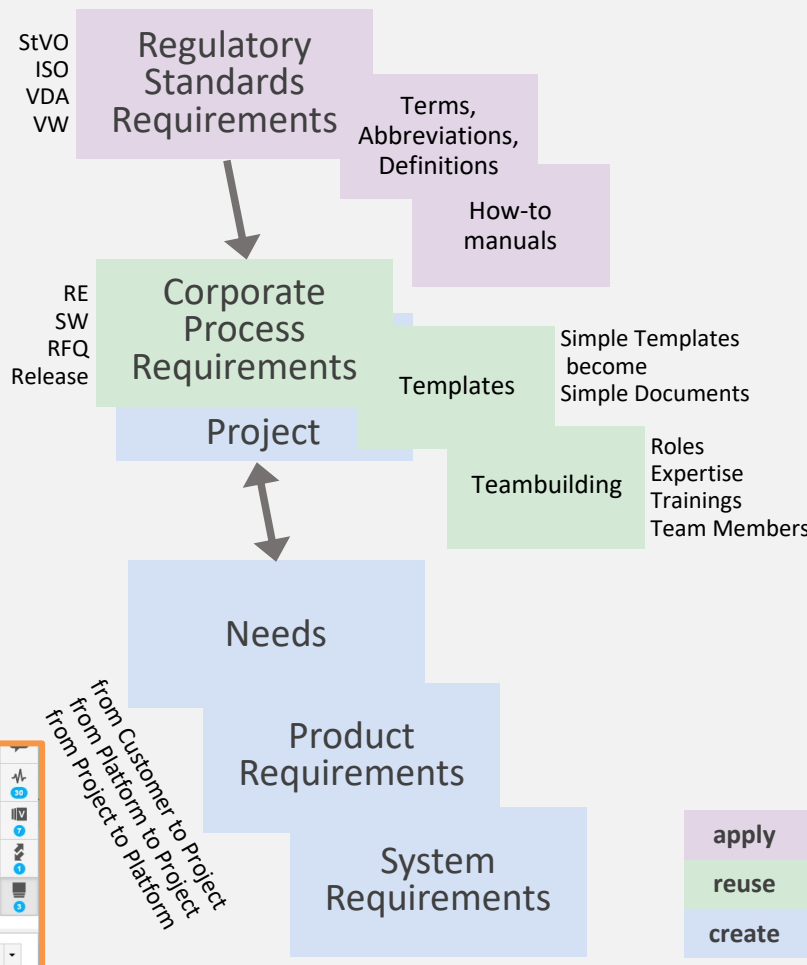 StVO
ISO
VDA
VW
Regulatory
Standards
Requirements
Terms,
Abbreviations,
Definitions
How-to
manuals
RE
SW
RFQ
Release
Corporate
Process
Requirements
Project
Templates
Simple Templates
become
Simple Documents
Teambuilding
Roles
Expertise
Trainings
Team Members
Needs
from Customer to Project
from Platform to Project
from Project to Platform
Product
Requirements
System
Requirements
30
V
7
1
3
apply
reuse
create